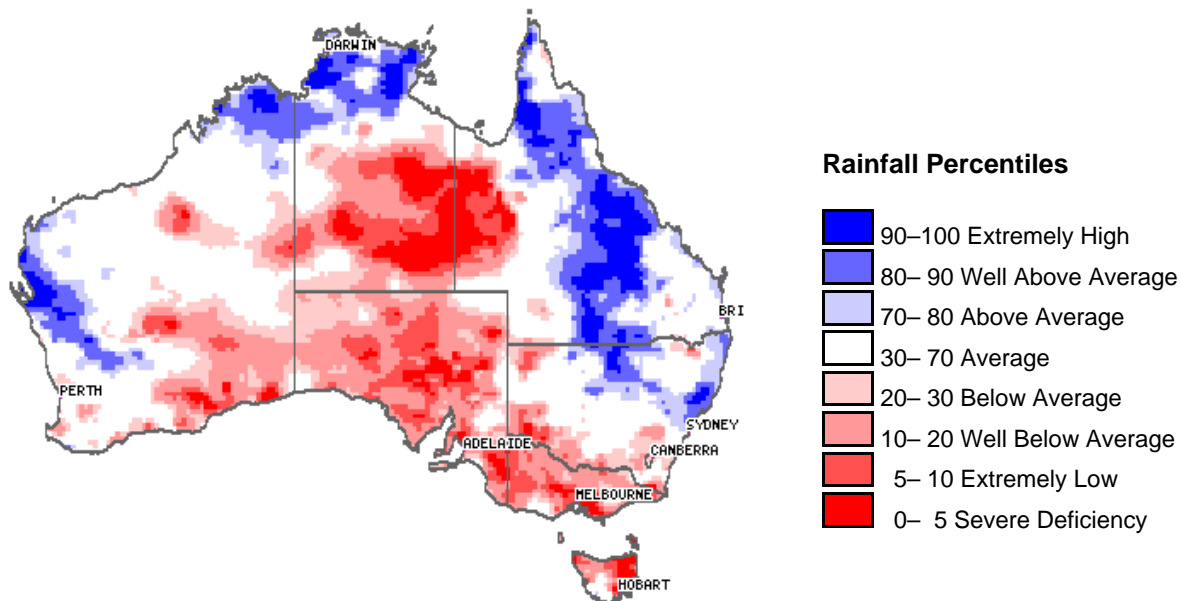 DARWIN
Rainfall Percentiles
90–100 Extremely High
80– 90 Well Above Average
70– 80 Above Average
BRI
30– 70 Average
PERTH
20– 30 Below Average
SYDNEY
10– 20 Well Below Average
ADELAIDE
CANBERRA
5– 10 Extremely Low
MELBOURNE
0– 5 Severe Deficiency
HOBART